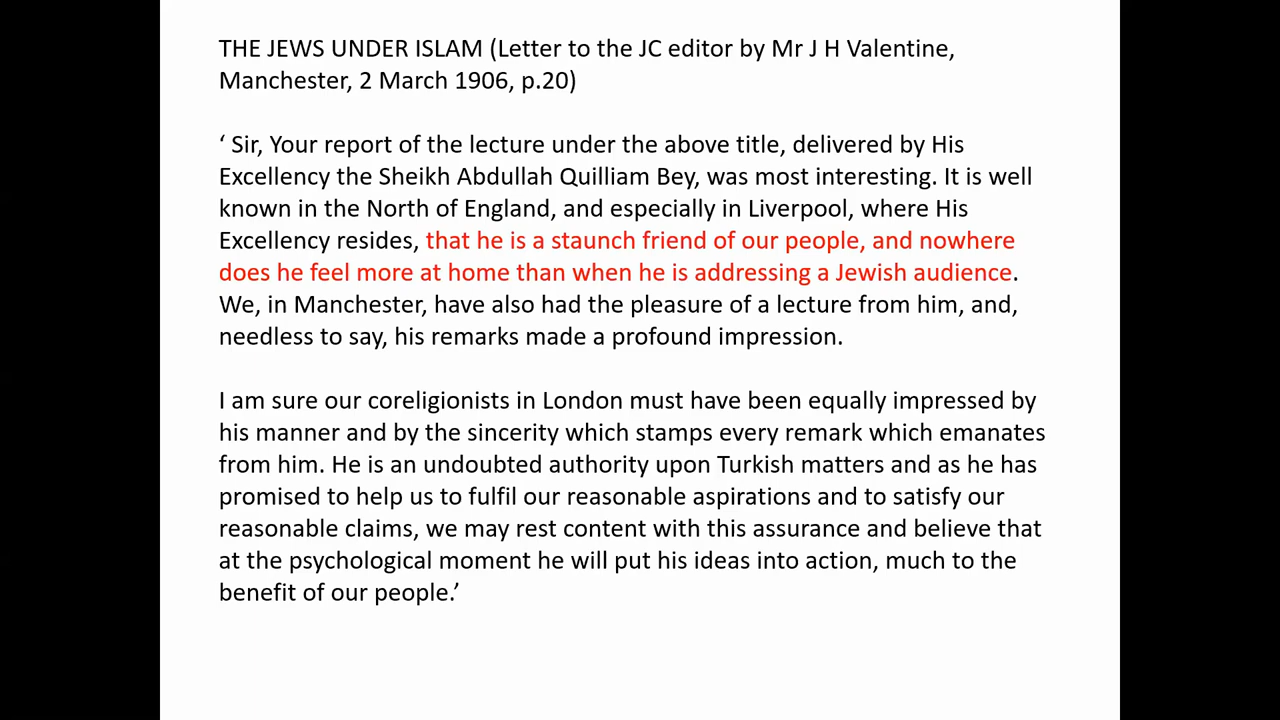 THE JEWS UNDER ISLAM (Letter to the JC editor by Mr J H Valentine,
Manchester, 2 March 1906, p.20)
‘ Sir, Your report of the lecture under the above title, delivered by His
Excellency the Sheikh Abdullah Quilliam Bey, was most interesting. It is well
known in the North of England, and especially in Liverpool, where His
Excellency resides, that he is a staunch friend of our people, and nowhere
does he feel more at home than when he is addressing a Jewish audience.
We, in Manchester, have also had the pleasure of a lecture from him, and,
needless to say, his remarks made a profound impression.
I am sure our coreligionists in London must have been equally impressed by
his manner and by the sincerity which stamps every remark which emanates
from him. He is an undoubted authority upon Turkish matters and as he has
promised to help us to fulfil our reasonable aspirations and to satisfy our
reasonable claims, we may rest content with this assurance and believe that
at the psychological moment he will put his ideas into action, much to the
benefit of our people.’